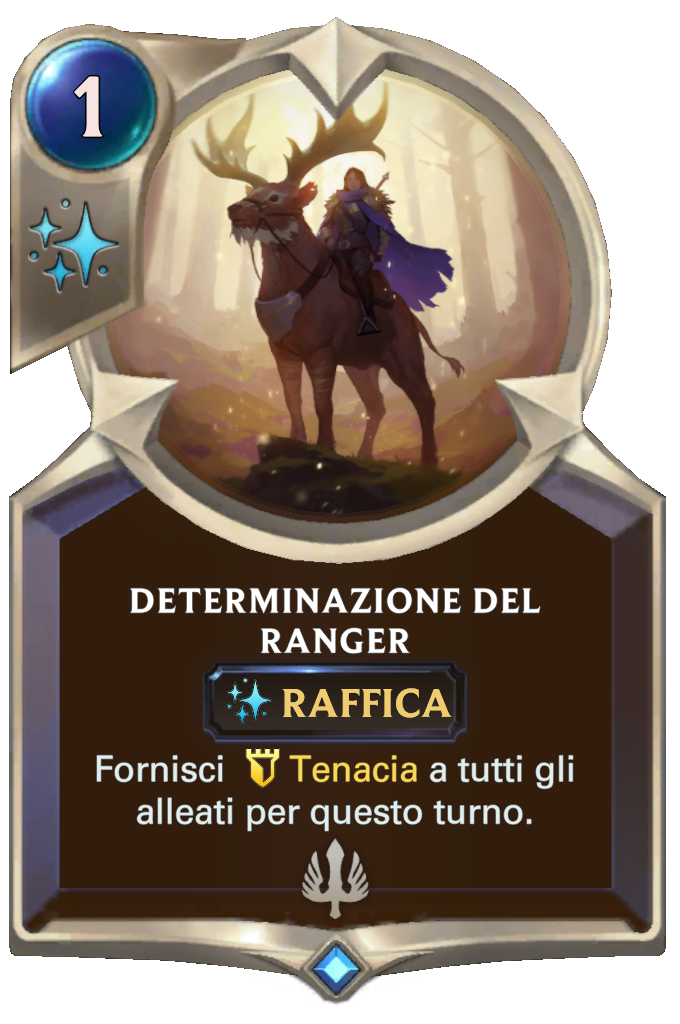 1
DETERMINAZIONE DEL
RANGER
RAFFICA
Fornisci Tenacia a tutti gli
alleati per questo turno.